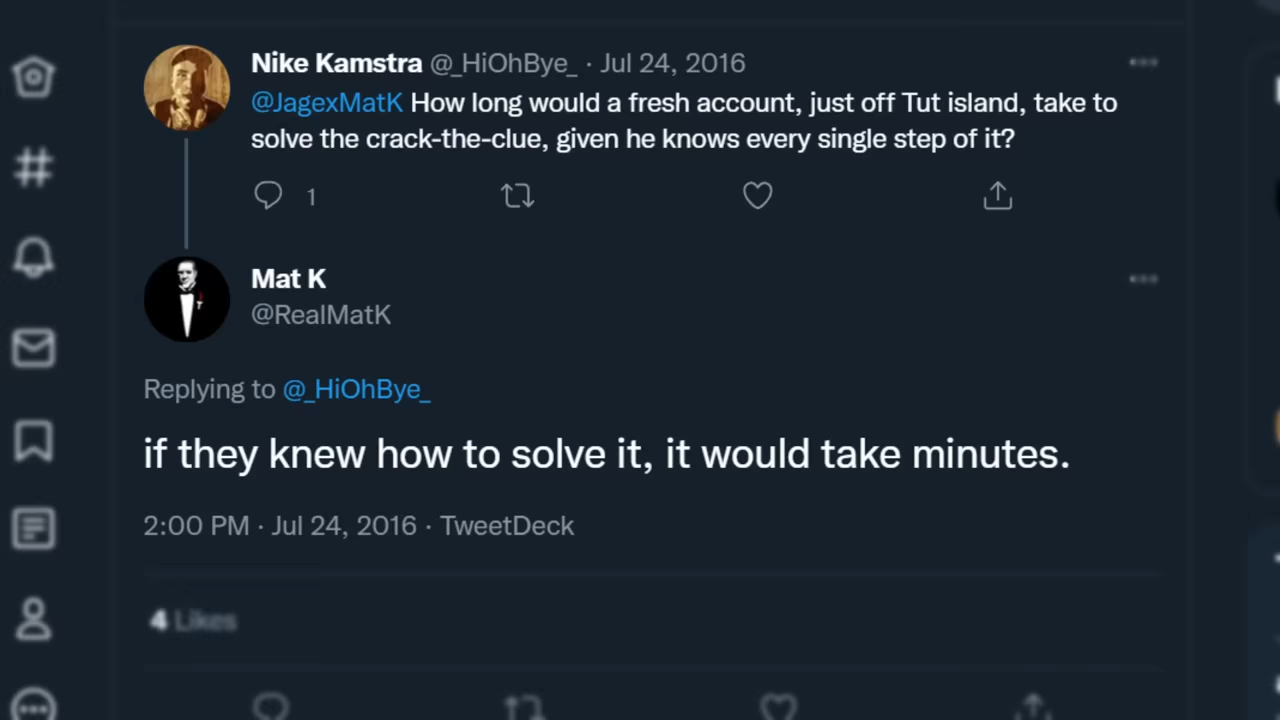 Nike Kamstra @_HiOhBye_ · Jul 24, 2016
@JagexMatK How long would a fresh account, just off Tut island, take to
solve the crack-the-clue, given he knows every single step of it?
1
Mat K
@RealMatK
Replying to @_HiOhBye_
if they knew how to solve it, it would take minutes.
2:00 PM · Jul 24, 2016 · TweetDeck
4 Likes